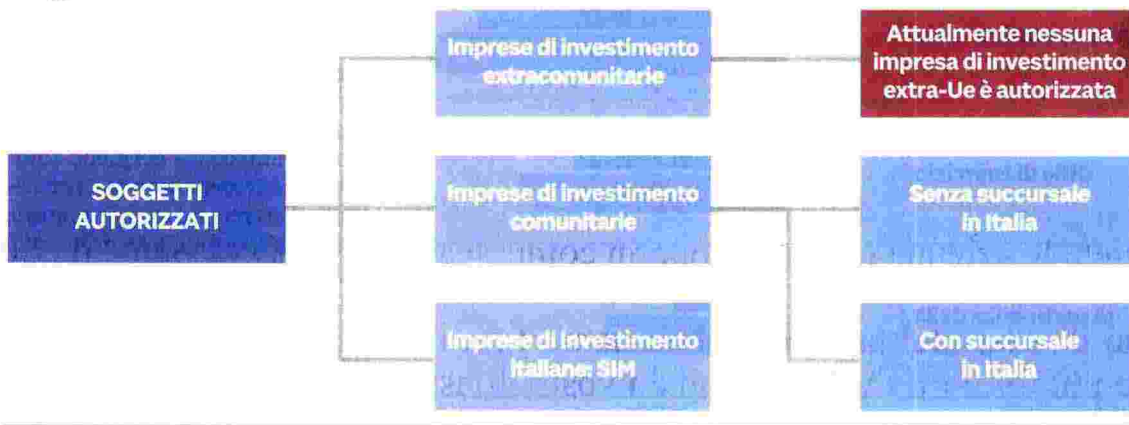 SOGGETTI
AUTORIZZATI
Imprese di investimento
extracomunitarie
Attualmente nessuna
impresa di investimento
extra-Ue è autorizzata
Imprese di investimento
comunitarie
Senza succursale
in Italia
Con succursale
in Italia
Imprese di investimento
italiane: SIM